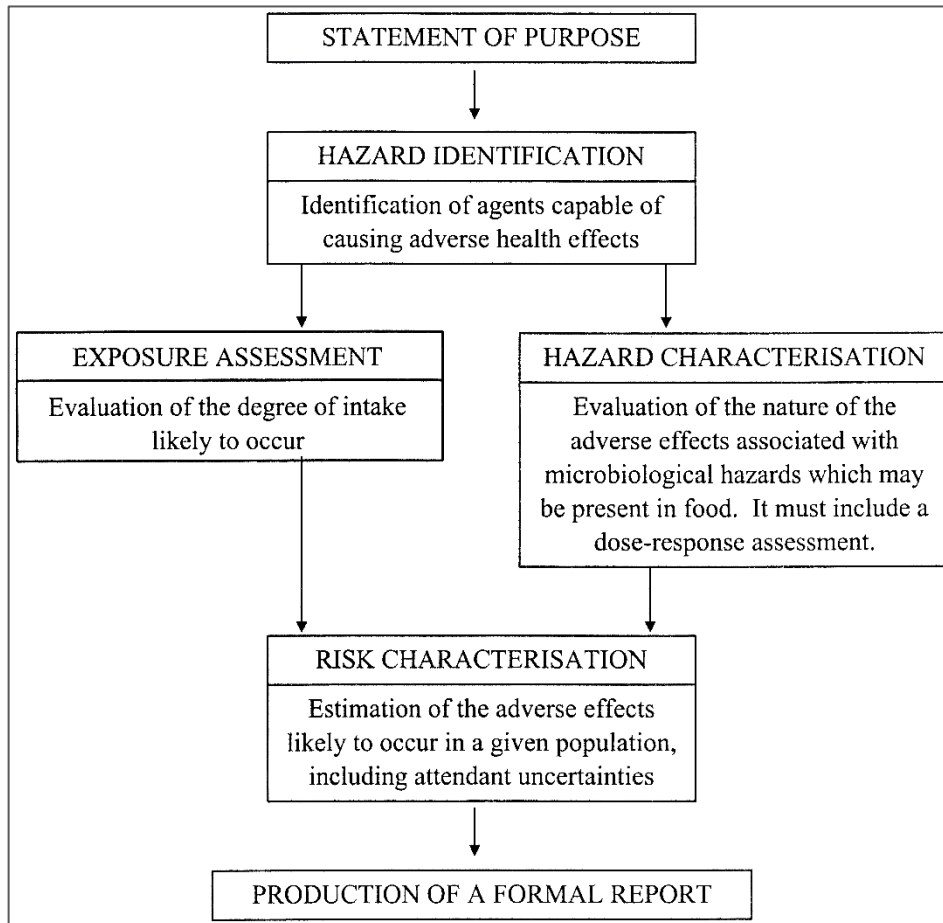 STATEMENT OF PURPOSE
HAZARD IDENTIFICATION
Identification of agents capable of
causing adverse health effects
EXPOSURE ASSESSMENT
Evaluation of the degree of intake
likely to occur
HAZARD CHARACTERISATION
Evaluation of the nature of the
adverse effects associated with
microbiological hazards which may
be present in food. It must include a
dose-response assessment.
RISK CHARACTERISATION
Estimation of the adverse effects
likely to occur in a given population,
including attendant uncertainties
PRODUCTION OF A FORMAL REPORT